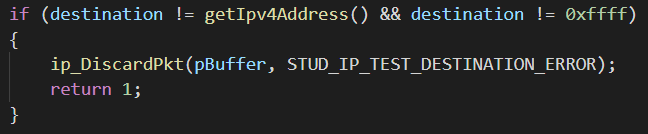 if (destination != getIpv4Address() && destination != 0xffff)
{
    ip_DiscardPkt(pBuffer, STUD_IP_TEST_DESTINATION_ERROR);
    return 1;
}